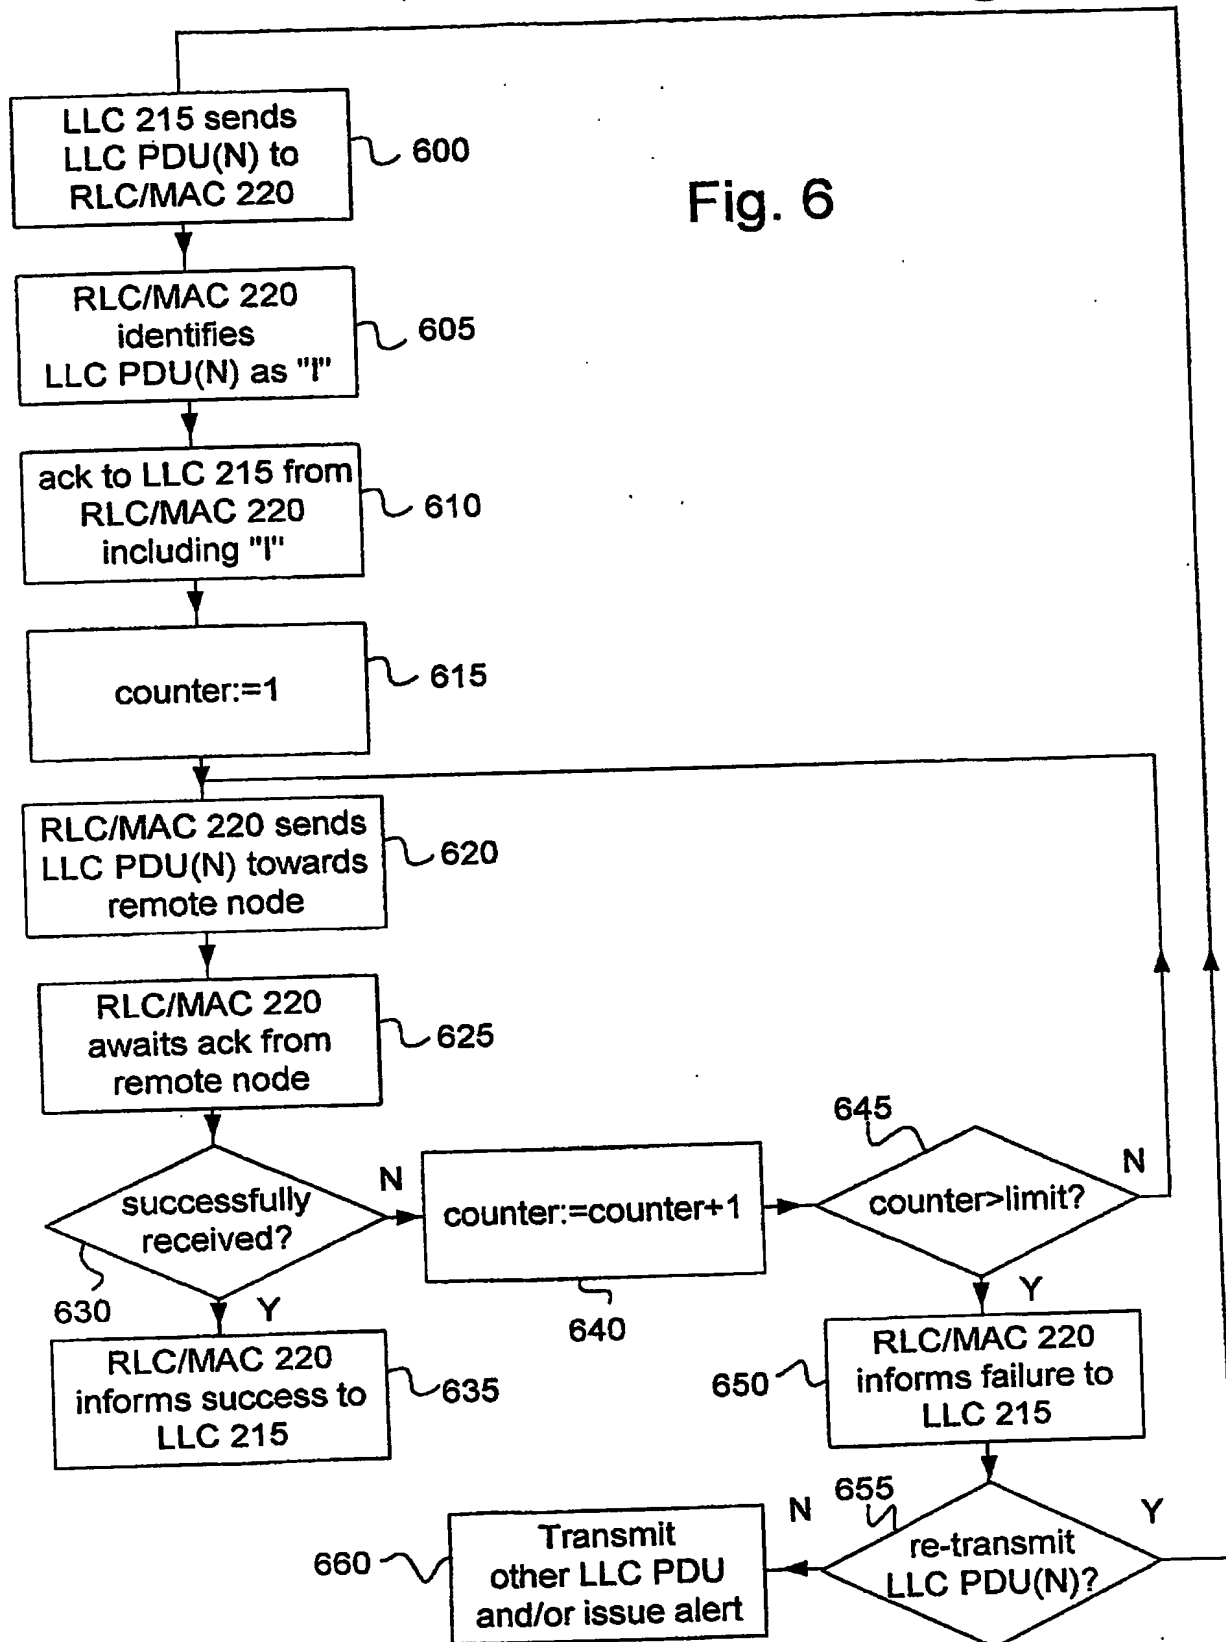 LLC 215 sends
LLC PDU(N) to
RLC/MAC 220
600
Fig. 6
RLC/MAC 220
identifies
LLC PDU(N) as "I"
605
ack to LLC 215 from
RLC/MAC 220
including "I"
610
counter:=1
615
RLC/MAC 220 sends
LLC PDU(N) towards
remote node
620
RLC/MAC 220
awaits ack from
remote node
625
successfully
received?
630
N
Y
counter:=counter+1
640
645
counter>limit?
N
Y
RLC/MAC 220
informs success to
LLC 215
635
650
RLC/MAC 220
informs failure to
LLC 215
655
re-transmit
LLC PDU(N)?
N
Y
660
Transmit
other LLC PDU
and/or issue alert